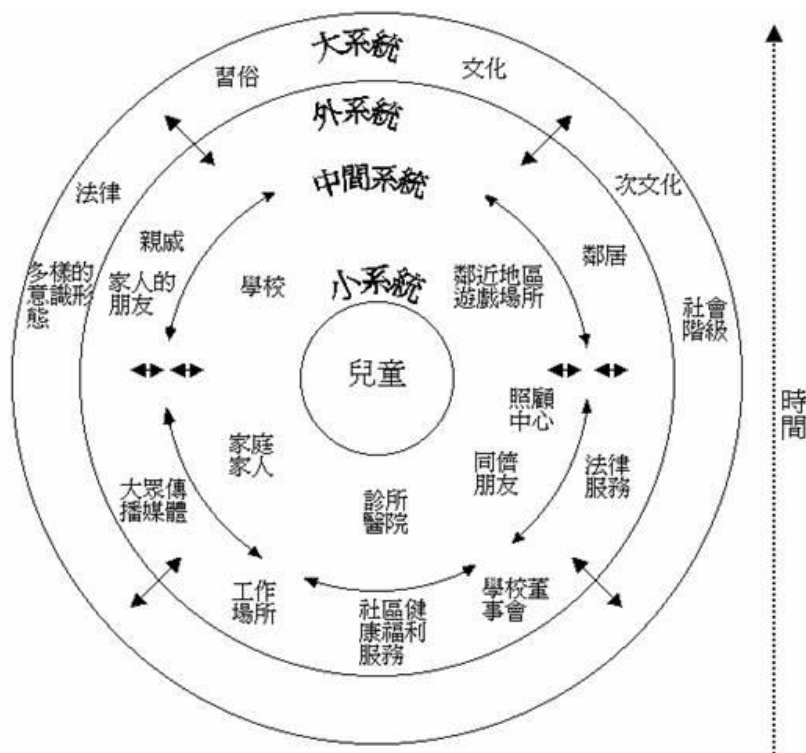 大系統
習俗
文化
外系統
中間系統
法律
次文化
親戚
家人的
朋友
鄰居
多樣的
意識形
態
學校
小系統
鄰近地區
遊戲場所
社會
階級
兒童
時
間
照顧
中心
家庭
家人
同儕
朋友
法律
服務
大眾傳
播媒體
診所
醫院
工作
場所
社區健
康福利
服務
學校董
事會